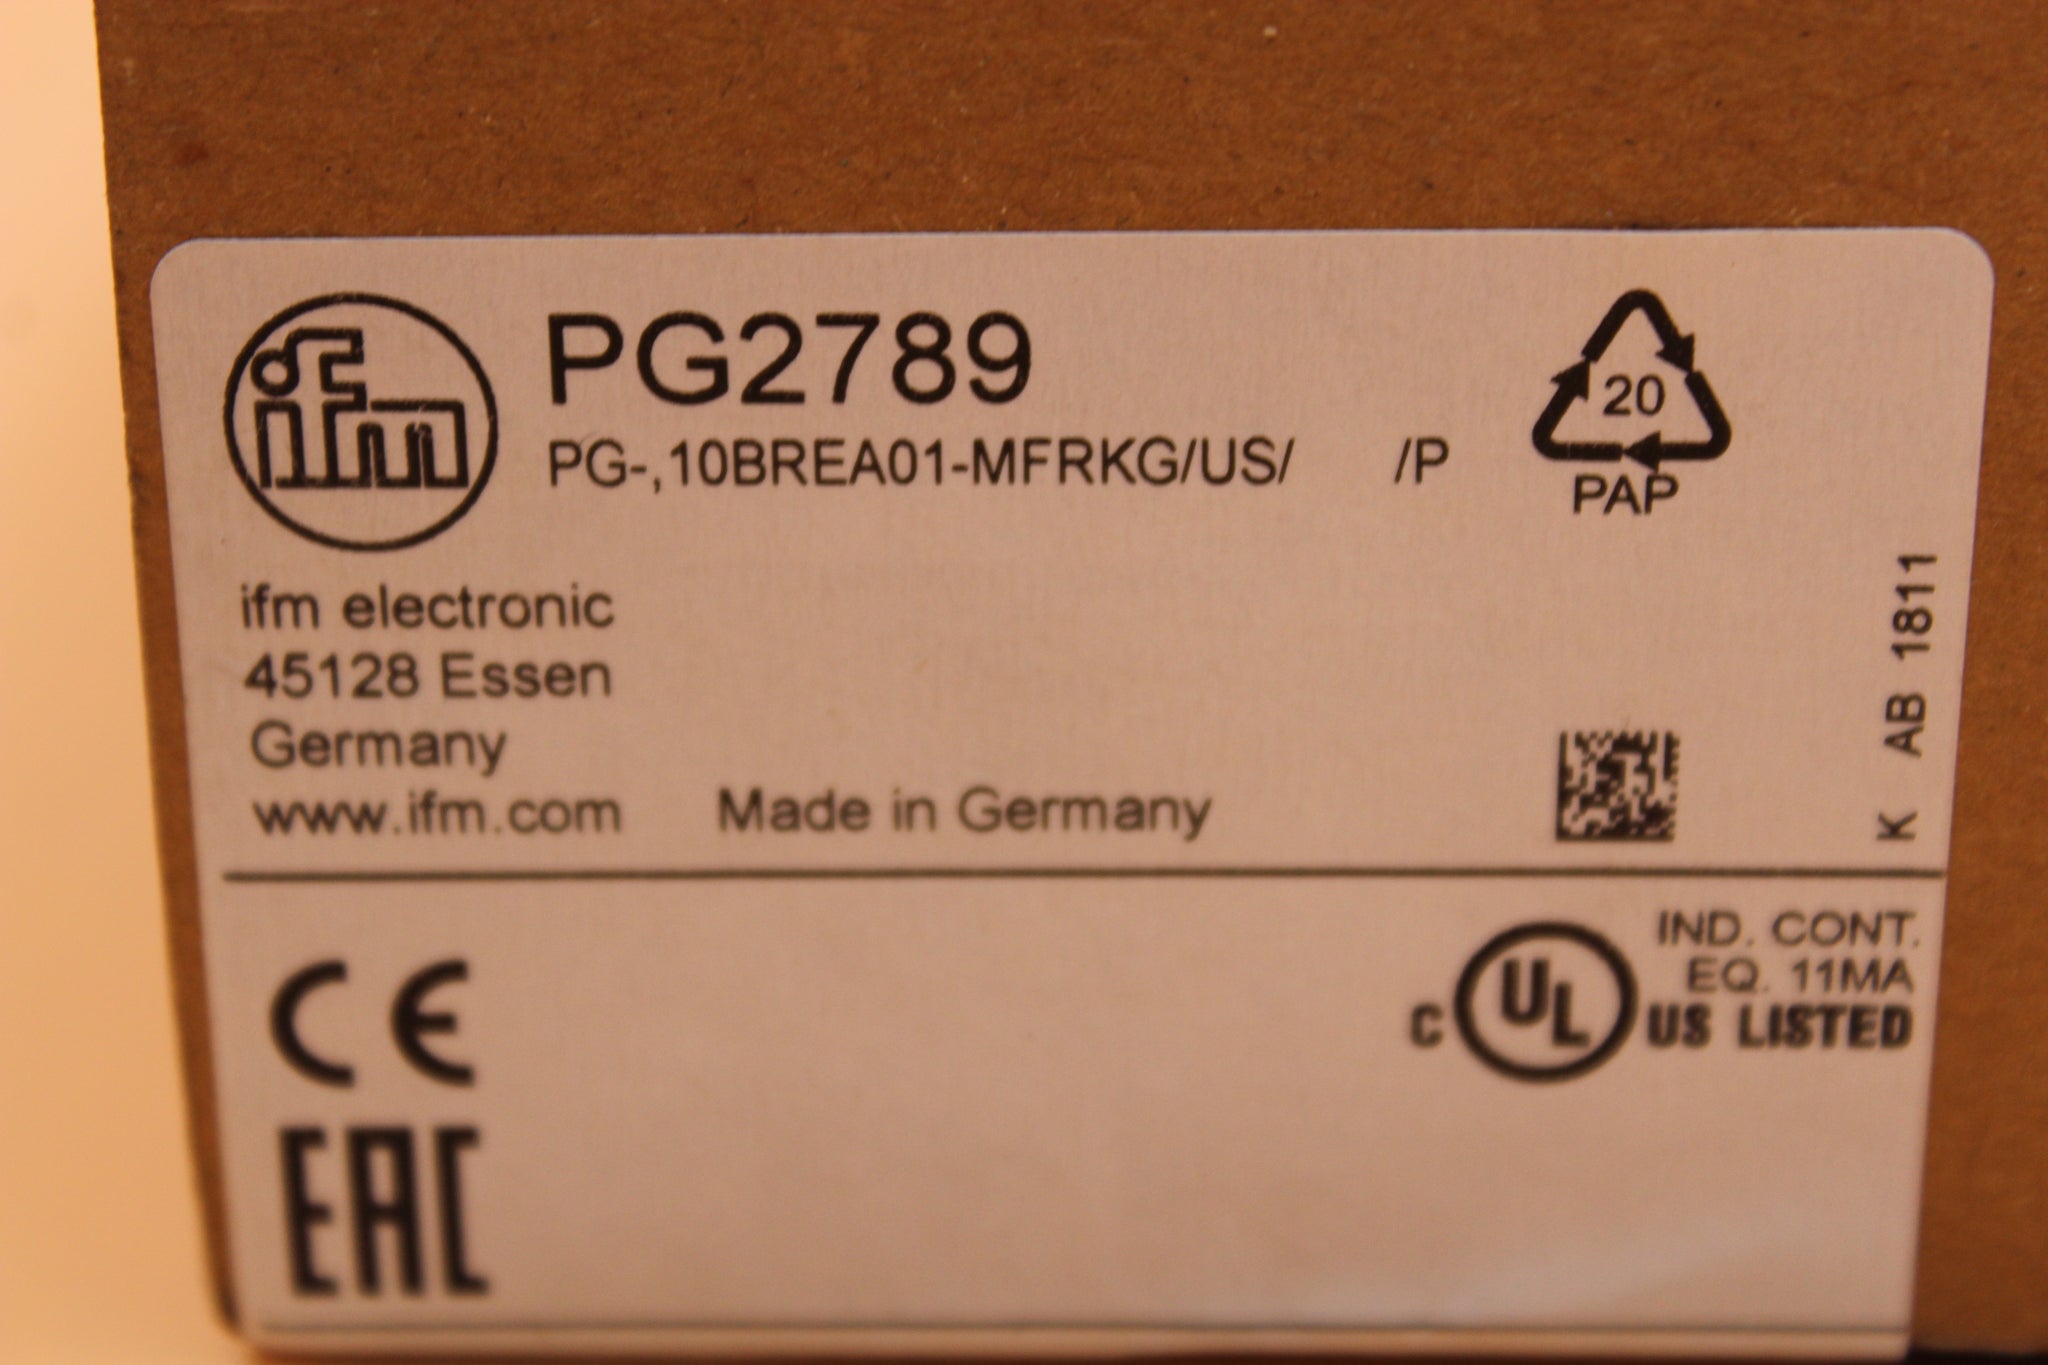 ifm
PG2789
PG-,10BREA01-MFRKG/US/ /P
20
PAP
ifm electronic
45128 Essen
Germany
www.ifm.com
Made in Germany
K AB 1811
CE
EAC
C UL US LISTED
IND. CONT.
EQ. 11MA